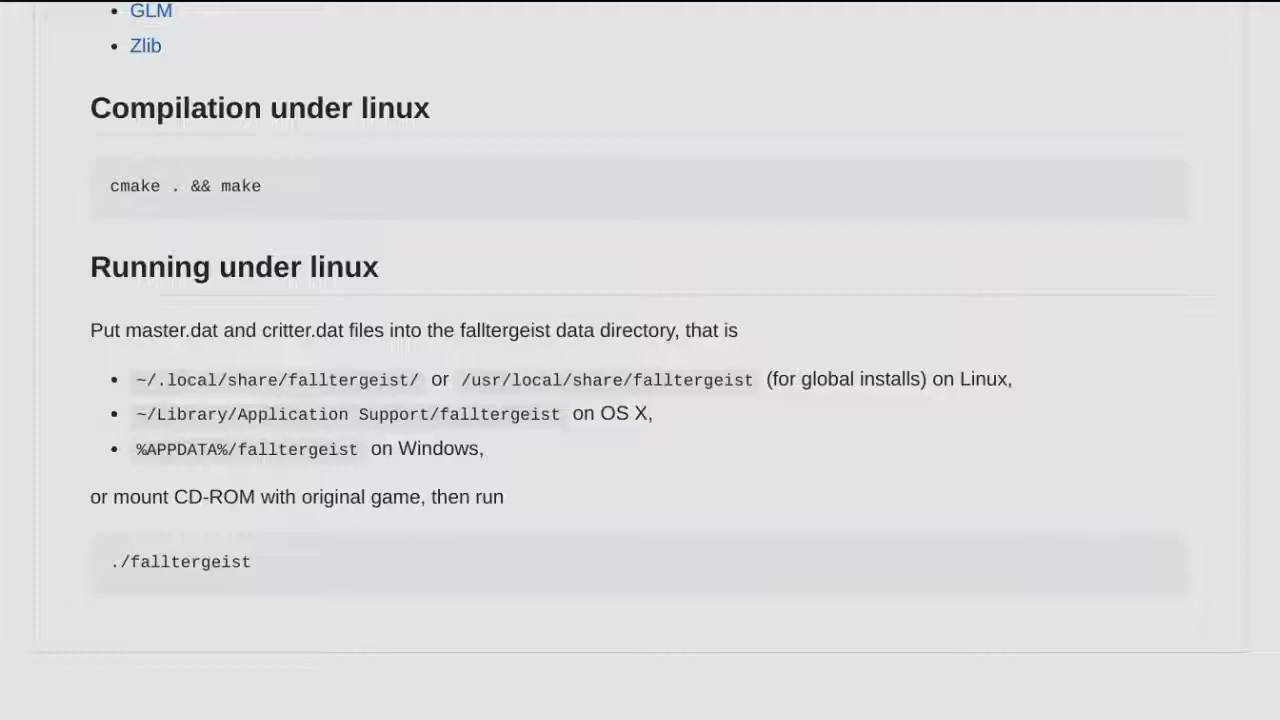 GLM
Zlib
Compilation under linux
cmake . && make
Running under linux
Put master.dat and critter.dat files into the falltergeist data directory, that is
~/.local/share/falltergeist/ or /usr/local/share/falltergeist (for global installs) on Linux,
~/Library/Application Support/falltergeist on OS X,
%APPDATA%/falltergeist on Windows,
or mount CD-ROM with original game, then run
./falltergeist